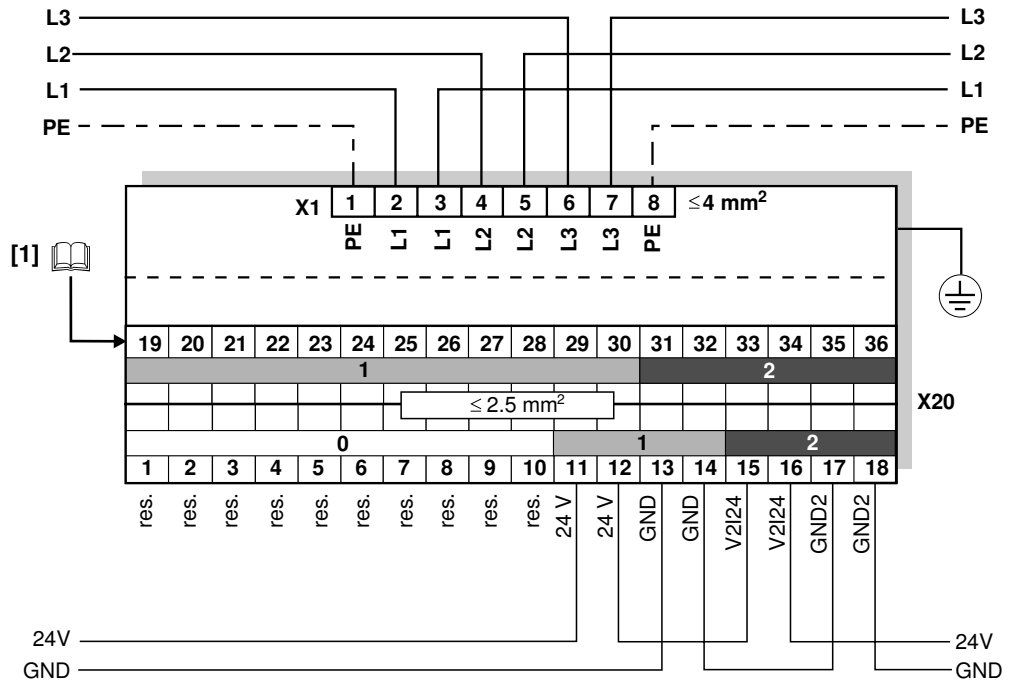 L3 L3
L2 L2
L1 L1
PE PE
X1 1 2 3 4 5 6 7 8 ≤4 mm²
PE L1 L1 L2 L2 L3 L3 PE
[1]
19 20 21 22 23 24 25 26 27 28 29 30 31 32 33 34 35 36
1 2
≤ 2.5 mm² X20
0 1 2
1 2 3 4 5 6 7 8 9 10 11 12 13 14 15 16 17 18
res. res. res. res. res. res. res. res. res. res. 24 V 24 V GND GND V2I24 V2I24 GND2 GND2
24V 24V
GND GND